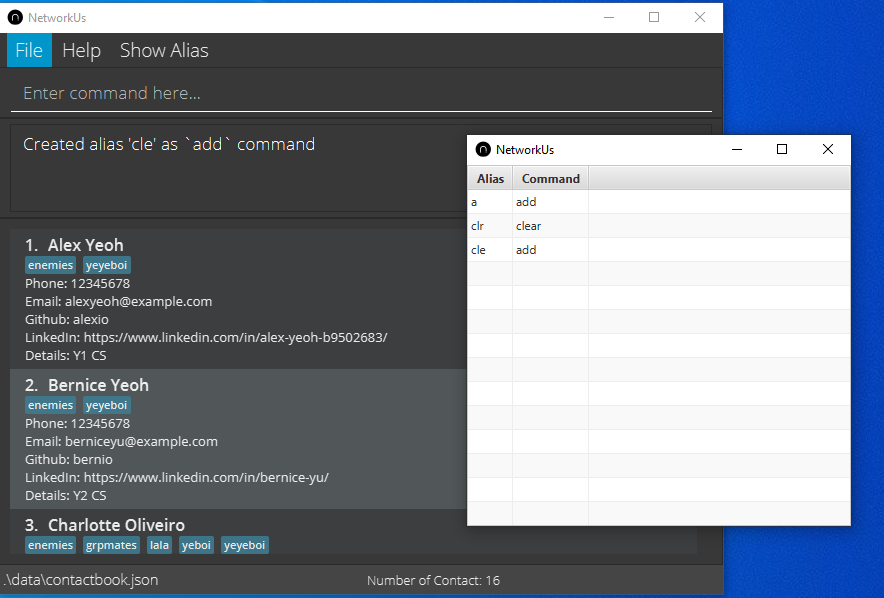 NetworkUs
File Help Show Alias
Enter command here...
Created alias 'cle' as `add` command
1. Alex Yeoh
enemies yeyeboi
Phone: 12345678
Email: alexyeoh@example.com
Github: alexio
LinkedIn: https://www.linkedin.com/in/alex-yeoh-b9502683/
Details: Y1 CS
2. Bernice Yeoh
enemies yeyeboi
Phone: 12345678
Email: berniceyu@example.com
Github: bernio
LinkedIn: https://www.linkedin.com/in/bernice-yu/
Details: Y2 CS
3. Charlotte Oliveiro
enemies grpmates lala yeboi yeyeboi
.\data\contactbook.json
Number of Contact: 16
NetworkUs
Alias Command
a add
clr clear
cle add